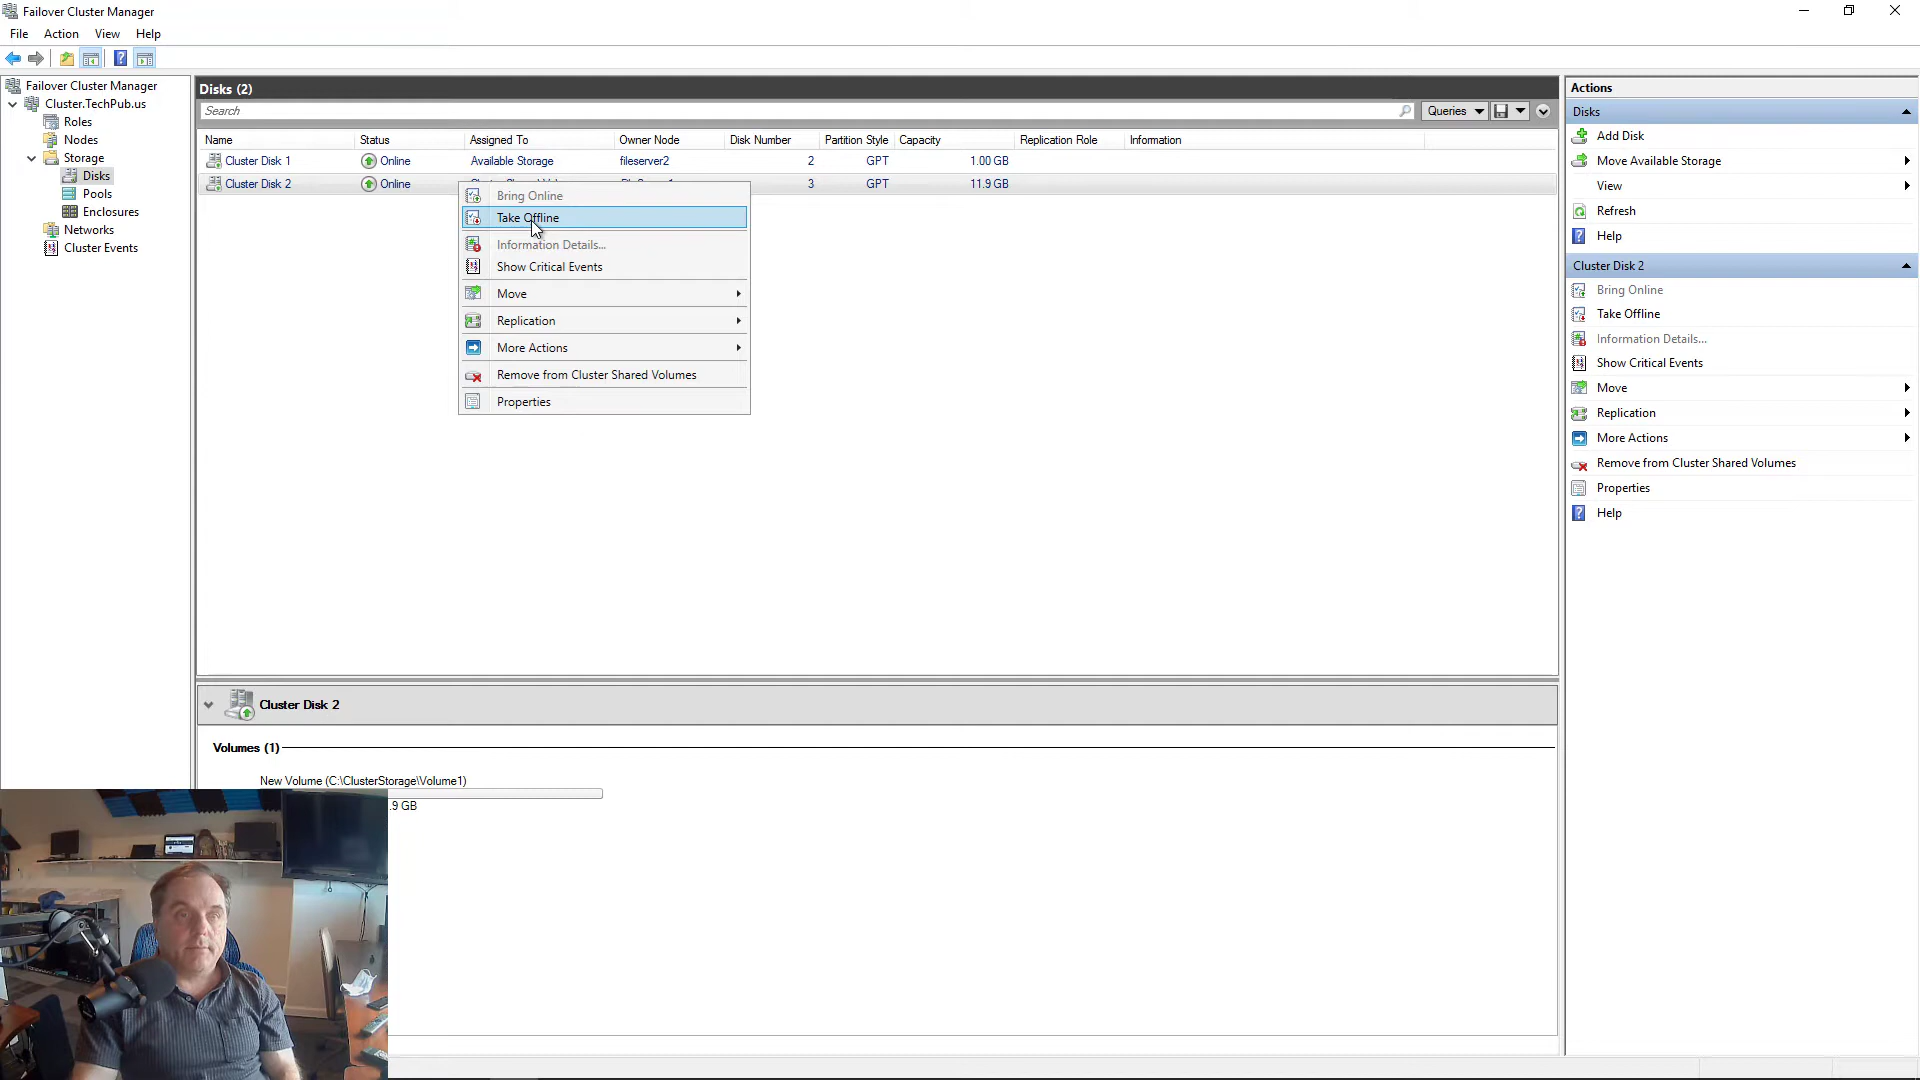 Failover Cluster Manager
File Action View Help
Failover Cluster Manager
Cluster.TechPub.us
Roles
Nodes
Storage
Disks
Pools
Enclosures
Networks
Cluster Events
Disks (2)
Search
Queries
Name Status Assigned To Owner Node Disk Number Partition Style Capacity Replication Role Information
Cluster Disk 1 Online Available Storage fileserver2 2 GPT 1.00 GB
Cluster Disk 2 Online 3 GPT 11.9 GB
Bring Online
Take Offline
Information Details...
Show Critical Events
Move
Replication
More Actions
Remove from Cluster Shared Volumes
Properties
Cluster Disk 2
Volumes (1)
New Volume (C:\ClusterStorage\Volume1)
.9 GB
Actions
Disks
Add Disk
Move Available Storage
View
Refresh
Help
Cluster Disk 2
Bring Online
Take Offline
Information Details...
Show Critical Events
Move
Replication
More Actions
Remove from Cluster Shared Volumes
Properties
Help